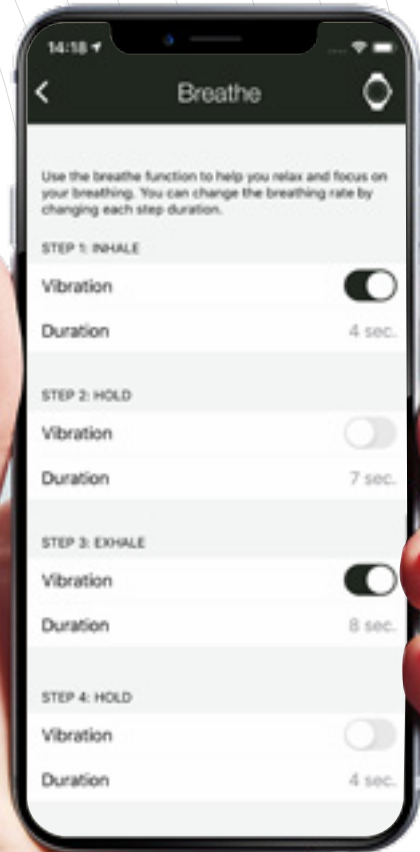 14:18
Breathe
Use the breathe function to help you relax and focus on
your breathing. You can change the breathing rate by
changing each step duration.
STEP 1: INHALE
Vibration
Duration 4 sec.
STEP 2: HOLD
Vibration
Duration 7 sec.
STEP 3: EXHALE
Vibration
Duration 8 sec.
STEP 4: HOLD
Vibration
Duration 4 sec.